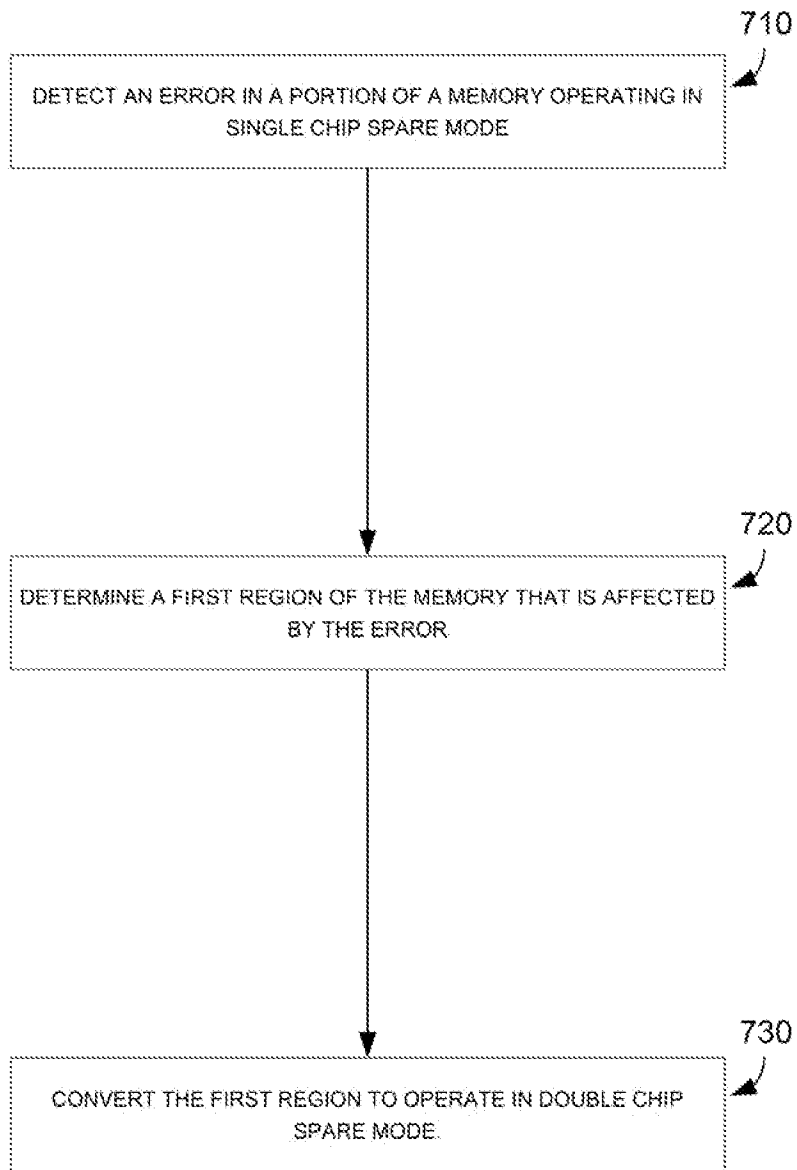 710
DETECT AN ERROR IN A PORTION OF A MEMORY OPERATING IN
SINGLE CHIP SPARE MODE
720
DETERMINE A FIRST REGION OF THE MEMORY THAT IS AFFECTED
BY THE ERROR
730
CONVERT THE FIRST REGION TO OPERATE IN DOUBLE CHIP
SPARE MODE.